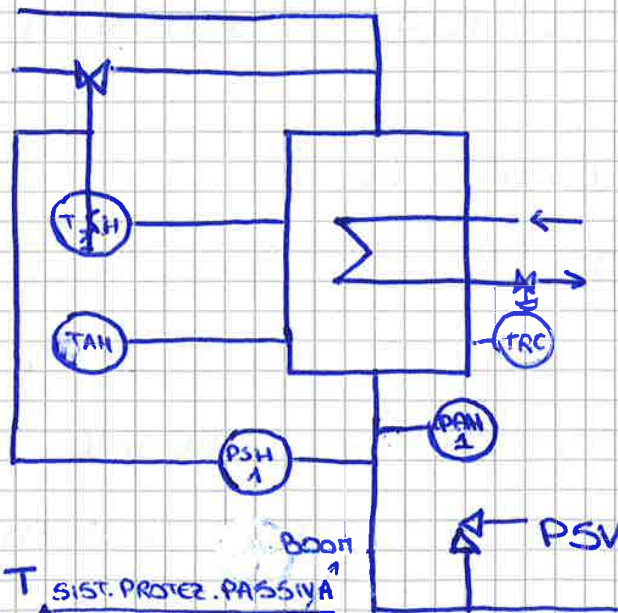 TSH
TAH
TRC
PAH
1
PSH
1
BOOM
1
PSV
T
SIST. PROTEZ. PASSIVA